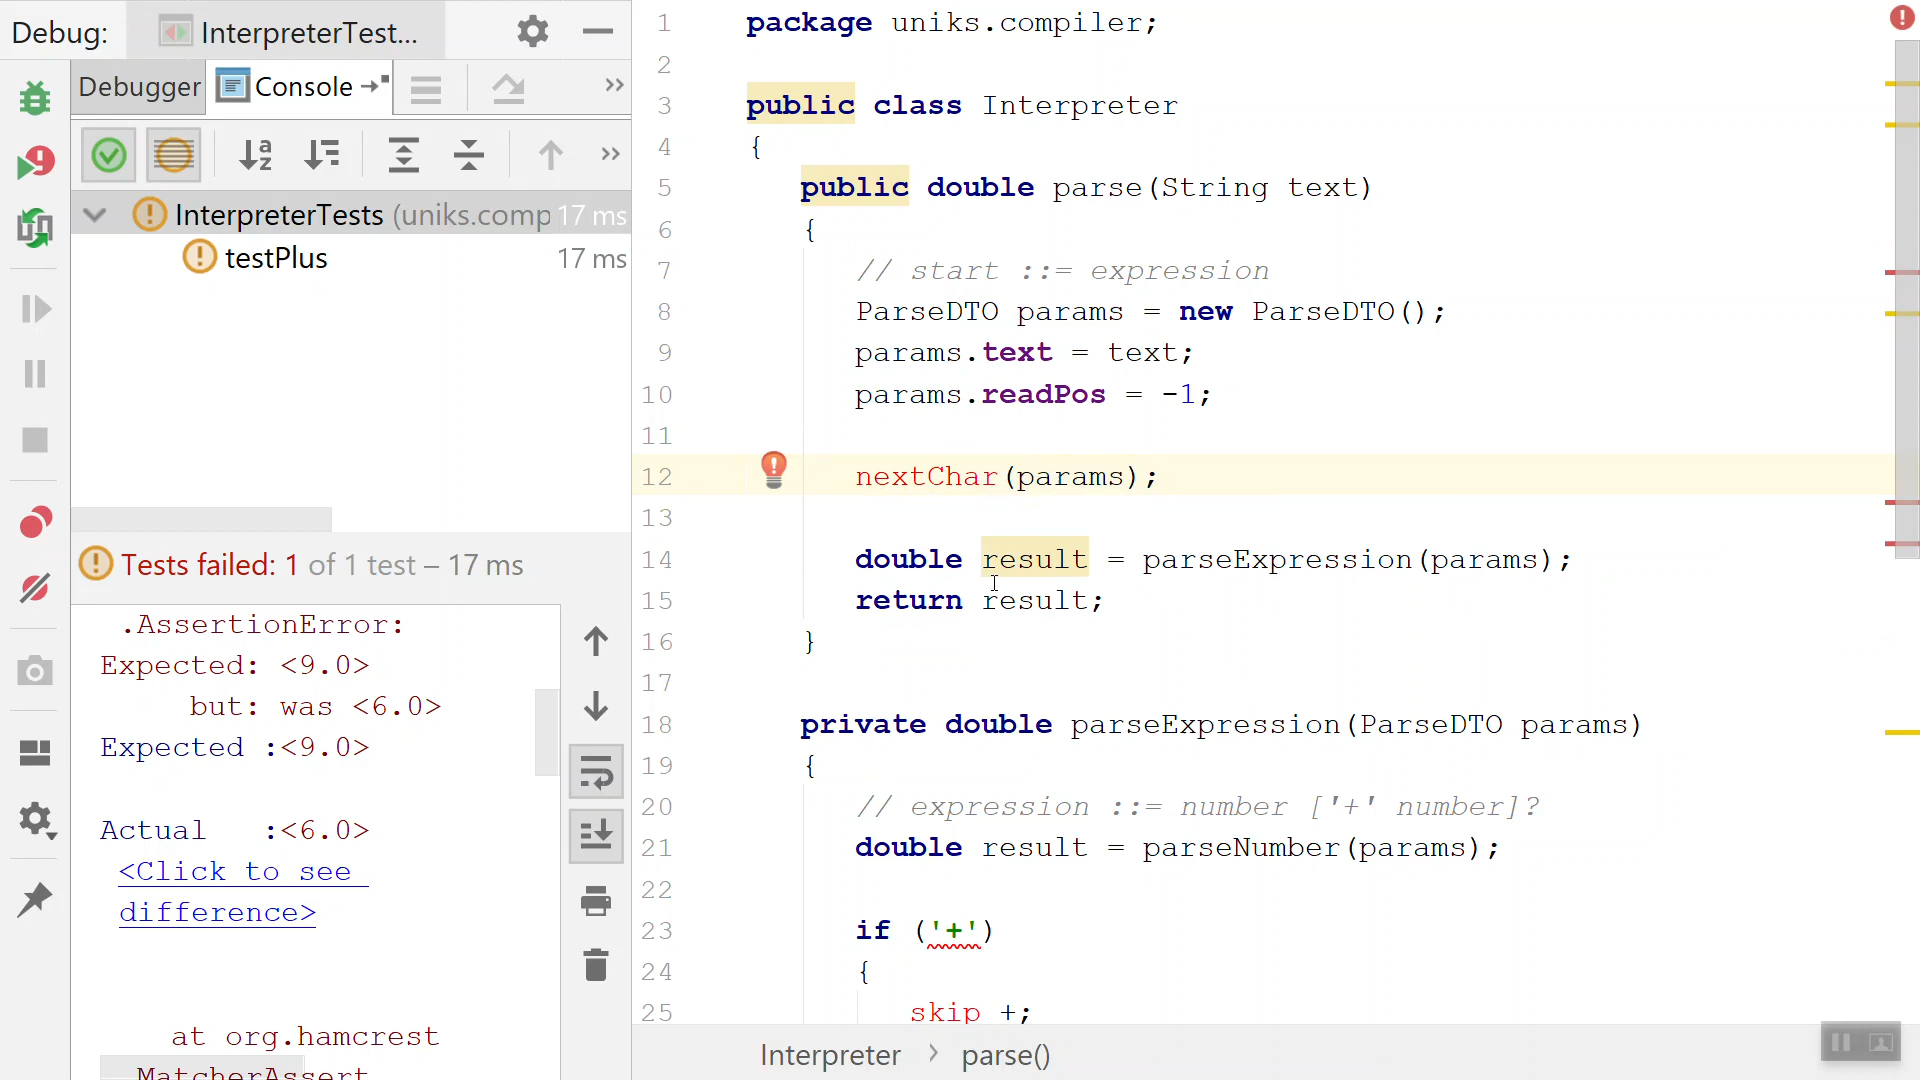 Debug:
InterpreterTest...
Debugger
Console
InterpreterTests (uniks.comp 17 ms
testPlus 17 ms
Tests failed: 1 of 1 test – 17 ms
.AssertionError:
Expected: <9.0>
but: was <6.0>
Expected :<9.0>
Actual :<6.0>
<Click to see
difference>
at org.hamcrest
.MatcherAssert
1 package uniks.compiler;
2
3 public class Interpreter
4 {
5 public double parse(String text)
6 {
7 // start ::= expression
8 ParseDTO params = new ParseDTO();
9 params.text = text;
10 params.readPos = -1;
11
12 nextChar(params);
13
14 double result = parseExpression(params);
15 return result;
16 }
17
18 private double parseExpression(ParseDTO params)
19 {
20 // expression ::= number ['+' number]?
21 double result = parseNumber(params);
22
23 if ('+')
24 {
25 skip +;
Interpreter > parse()